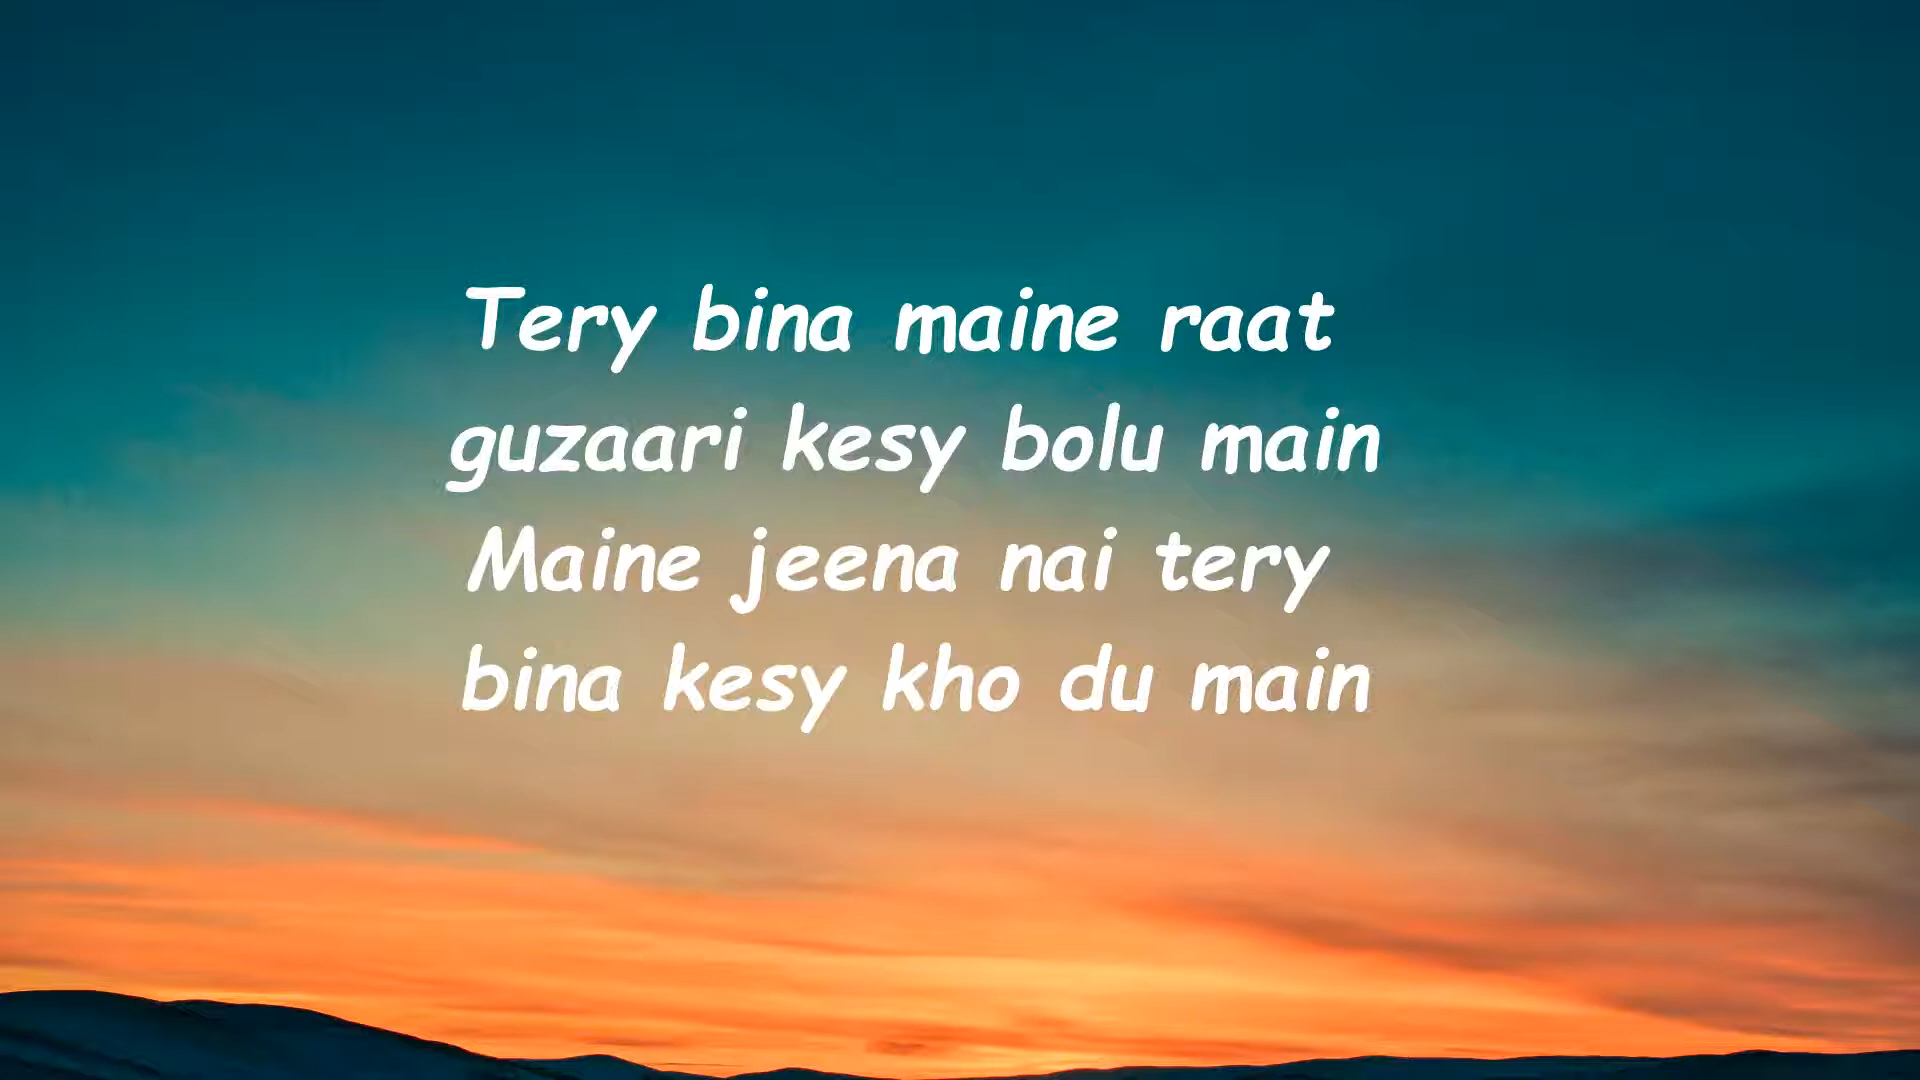 Tery bina maine raat
guzaari kesy bolu main
Maine jeena nai tery
bina kesy kho du main